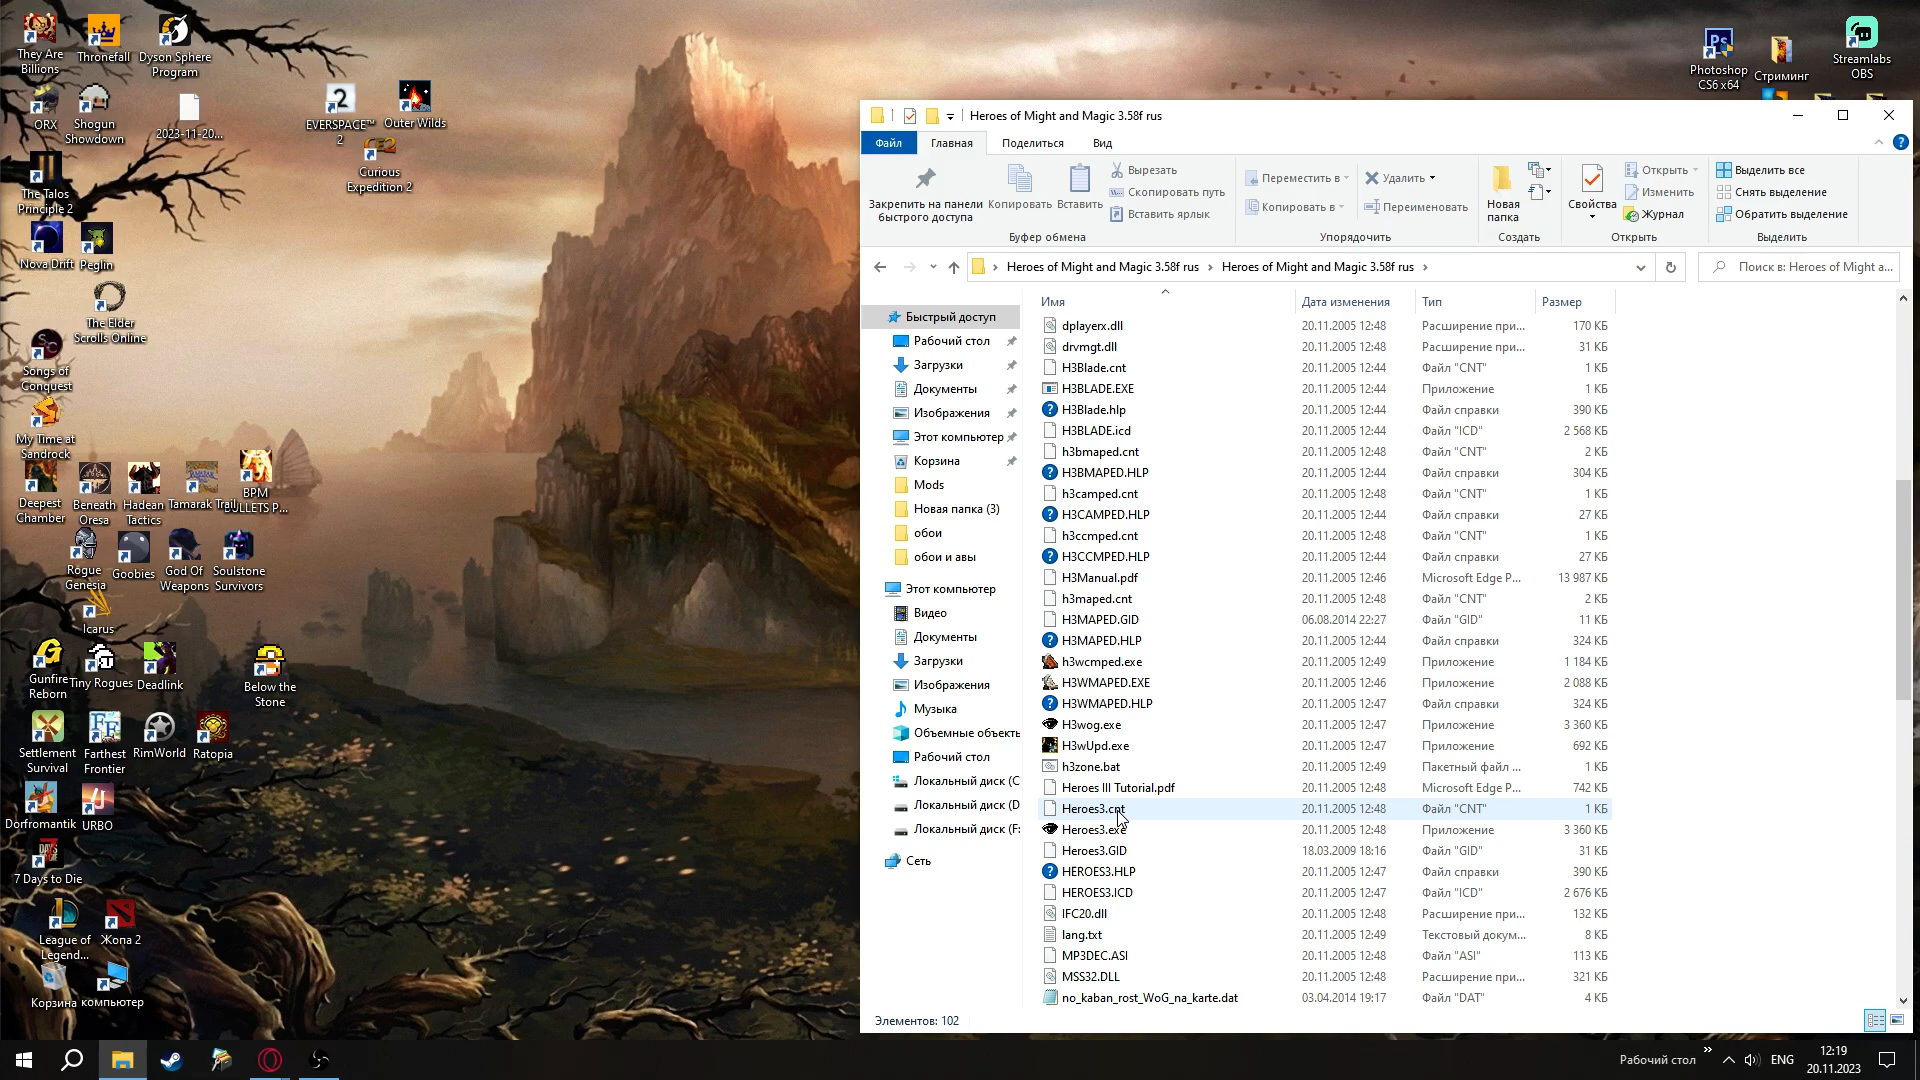 They Are
Billions
Thronefall
Dyson Sphere
Program
ORX
Shogun
Showdown
2023-11-20...
EVERSPACE™
2
Outer Wilds
Curious
Expedition 2
The Talos
Principle 2
Nova Drift
Peglin
The Elder
Scrolls Online
Songs of
Conquest
My Time at
Sandrock
Deepest
Chamber
Beneath
Oresa
Hadean
Tactics
Tamarak Trail
BPM
BULLETS P...
Rogue
Genesia
Goobies
God Of
Weapons
Soulstone
Survivors
Icarus
Gunfire
Reborn
Tiny Rogues
Deadlink
Below the
Stone
Settlement
Survival
Farthest
Frontier
RimWorld
Ratopia
Dorfromantik
URBO
7 Days to Die
League of
Legend...
Жопа 2
Корзина
компьютер
Photoshop
CS6 x64
Стриминг
Streamlabs
OBS
Heroes of Might and Magic 3.58f rus
Файл
Главная
Поделиться
Вид
Закрепить на панели
быстрого доступа
Копировать
Вставить
Вырезать
Скопировать путь
Вставить ярлык
Буфер обмена
Переместить в
Копировать в
Удалить
Переименовать
Упорядочить
Новая
папка
Создать
Свойства
Открыть
Изменить
Журнал
Открыть
Выделить все
Снять выделение
Обратить выделение
Выделить
Heroes of Might and Magic 3.58f rus
Heroes of Might and Magic 3.58f rus
Поиск в: Heroes of Might a...
Быстрый доступ
Рабочий стол
Загрузки
Документы
Изображения
Этот компьютер
Корзина
Mods
Новая папка (3)
обои
обои и авы
Этот компьютер
Видео
Документы
Загрузки
Изображения
Музыка
Объемные объекты
Рабочий стол
Локальный диск (C
Локальный диск (D
Локальный диск (F:
Сеть
Имя Дата изменения Тип Размер
dplayerx.dll 20.11.2005 12:48 Расширение при... 170 КБ
drvmgt.dll 20.11.2005 12:48 Расширение при... 31 КБ
H3Blade.cnt 20.11.2005 12:44 Файл "CNT" 1 КБ
H3BLADE.EXE 20.11.2005 12:44 Приложение 1 КБ
H3Blade.hlp 20.11.2005 12:44 Файл справки 390 КБ
H3BLADE.icd 20.11.2005 12:44 Файл "ICD" 2 568 КБ
h3bmaped.cnt 20.11.2005 12:44 Файл "CNT" 2 КБ
H3BMAPED.HLP 20.11.2005 12:44 Файл справки 304 КБ
h3camped.cnt 20.11.2005 12:48 Файл "CNT" 1 КБ
H3CAMPED.HLP 20.11.2005 12:44 Файл справки 27 КБ
h3ccmped.cnt 20.11.2005 12:48 Файл "CNT" 1 КБ
H3CCMPED.HLP 20.11.2005 12:44 Файл справки 27 КБ
H3Manual.pdf 20.11.2005 12:46 Microsoft Edge P... 13 987 КБ
h3maped.cnt 20.11.2005 12:48 Файл "CNT" 2 КБ
H3MAPED.GID 06.08.2014 22:27 Файл "GID" 11 КБ
H3MAPED.HLP 20.11.2005 12:44 Файл справки 324 КБ
h3wcmped.exe 20.11.2005 12:49 Приложение 1 184 КБ
H3WMAPED.EXE 20.11.2005 12:46 Приложение 2 088 КБ
H3WMAPED.HLP 20.11.2005 12:47 Файл справки 324 КБ
H3wog.exe 20.11.2005 12:47 Приложение 3 360 КБ
H3wUpd.exe 20.11.2005 12:47 Приложение 692 КБ
h3zone.bat 20.11.2005 12:49 Пакетный файл ... 1 КБ
Heroes III Tutorial.pdf 20.11.2005 12:48 Microsoft Edge P... 742 КБ
Heroes3.cnt 20.11.2005 12:48 Файл "CNT" 1 КБ
Heroes3.exe 20.11.2005 12:48 Приложение 3 360 КБ
Heroes3.GID 18.03.2009 18:16 Файл "GID" 31 КБ
HEROES3.HLP 20.11.2005 12:47 Файл справки 390 КБ
HEROES3.ICD 20.11.2005 12:47 Файл "ICD" 2 676 КБ
IFC20.dll 20.11.2005 12:48 Расширение при... 132 КБ
lang.txt 20.11.2005 12:49 Текстовый докум... 8 КБ
MP3DEC.ASI 20.11.2005 12:48 Файл "ASI" 113 КБ
MSS32.DLL 20.11.2005 12:48 Расширение при... 321 КБ
no_kaban_rost_WoG_na_karte.dat 03.04.2014 19:17 Файл "DAT" 4 КБ
Элементов: 102
Рабочий стол
ENG
12:19
20.11.2023